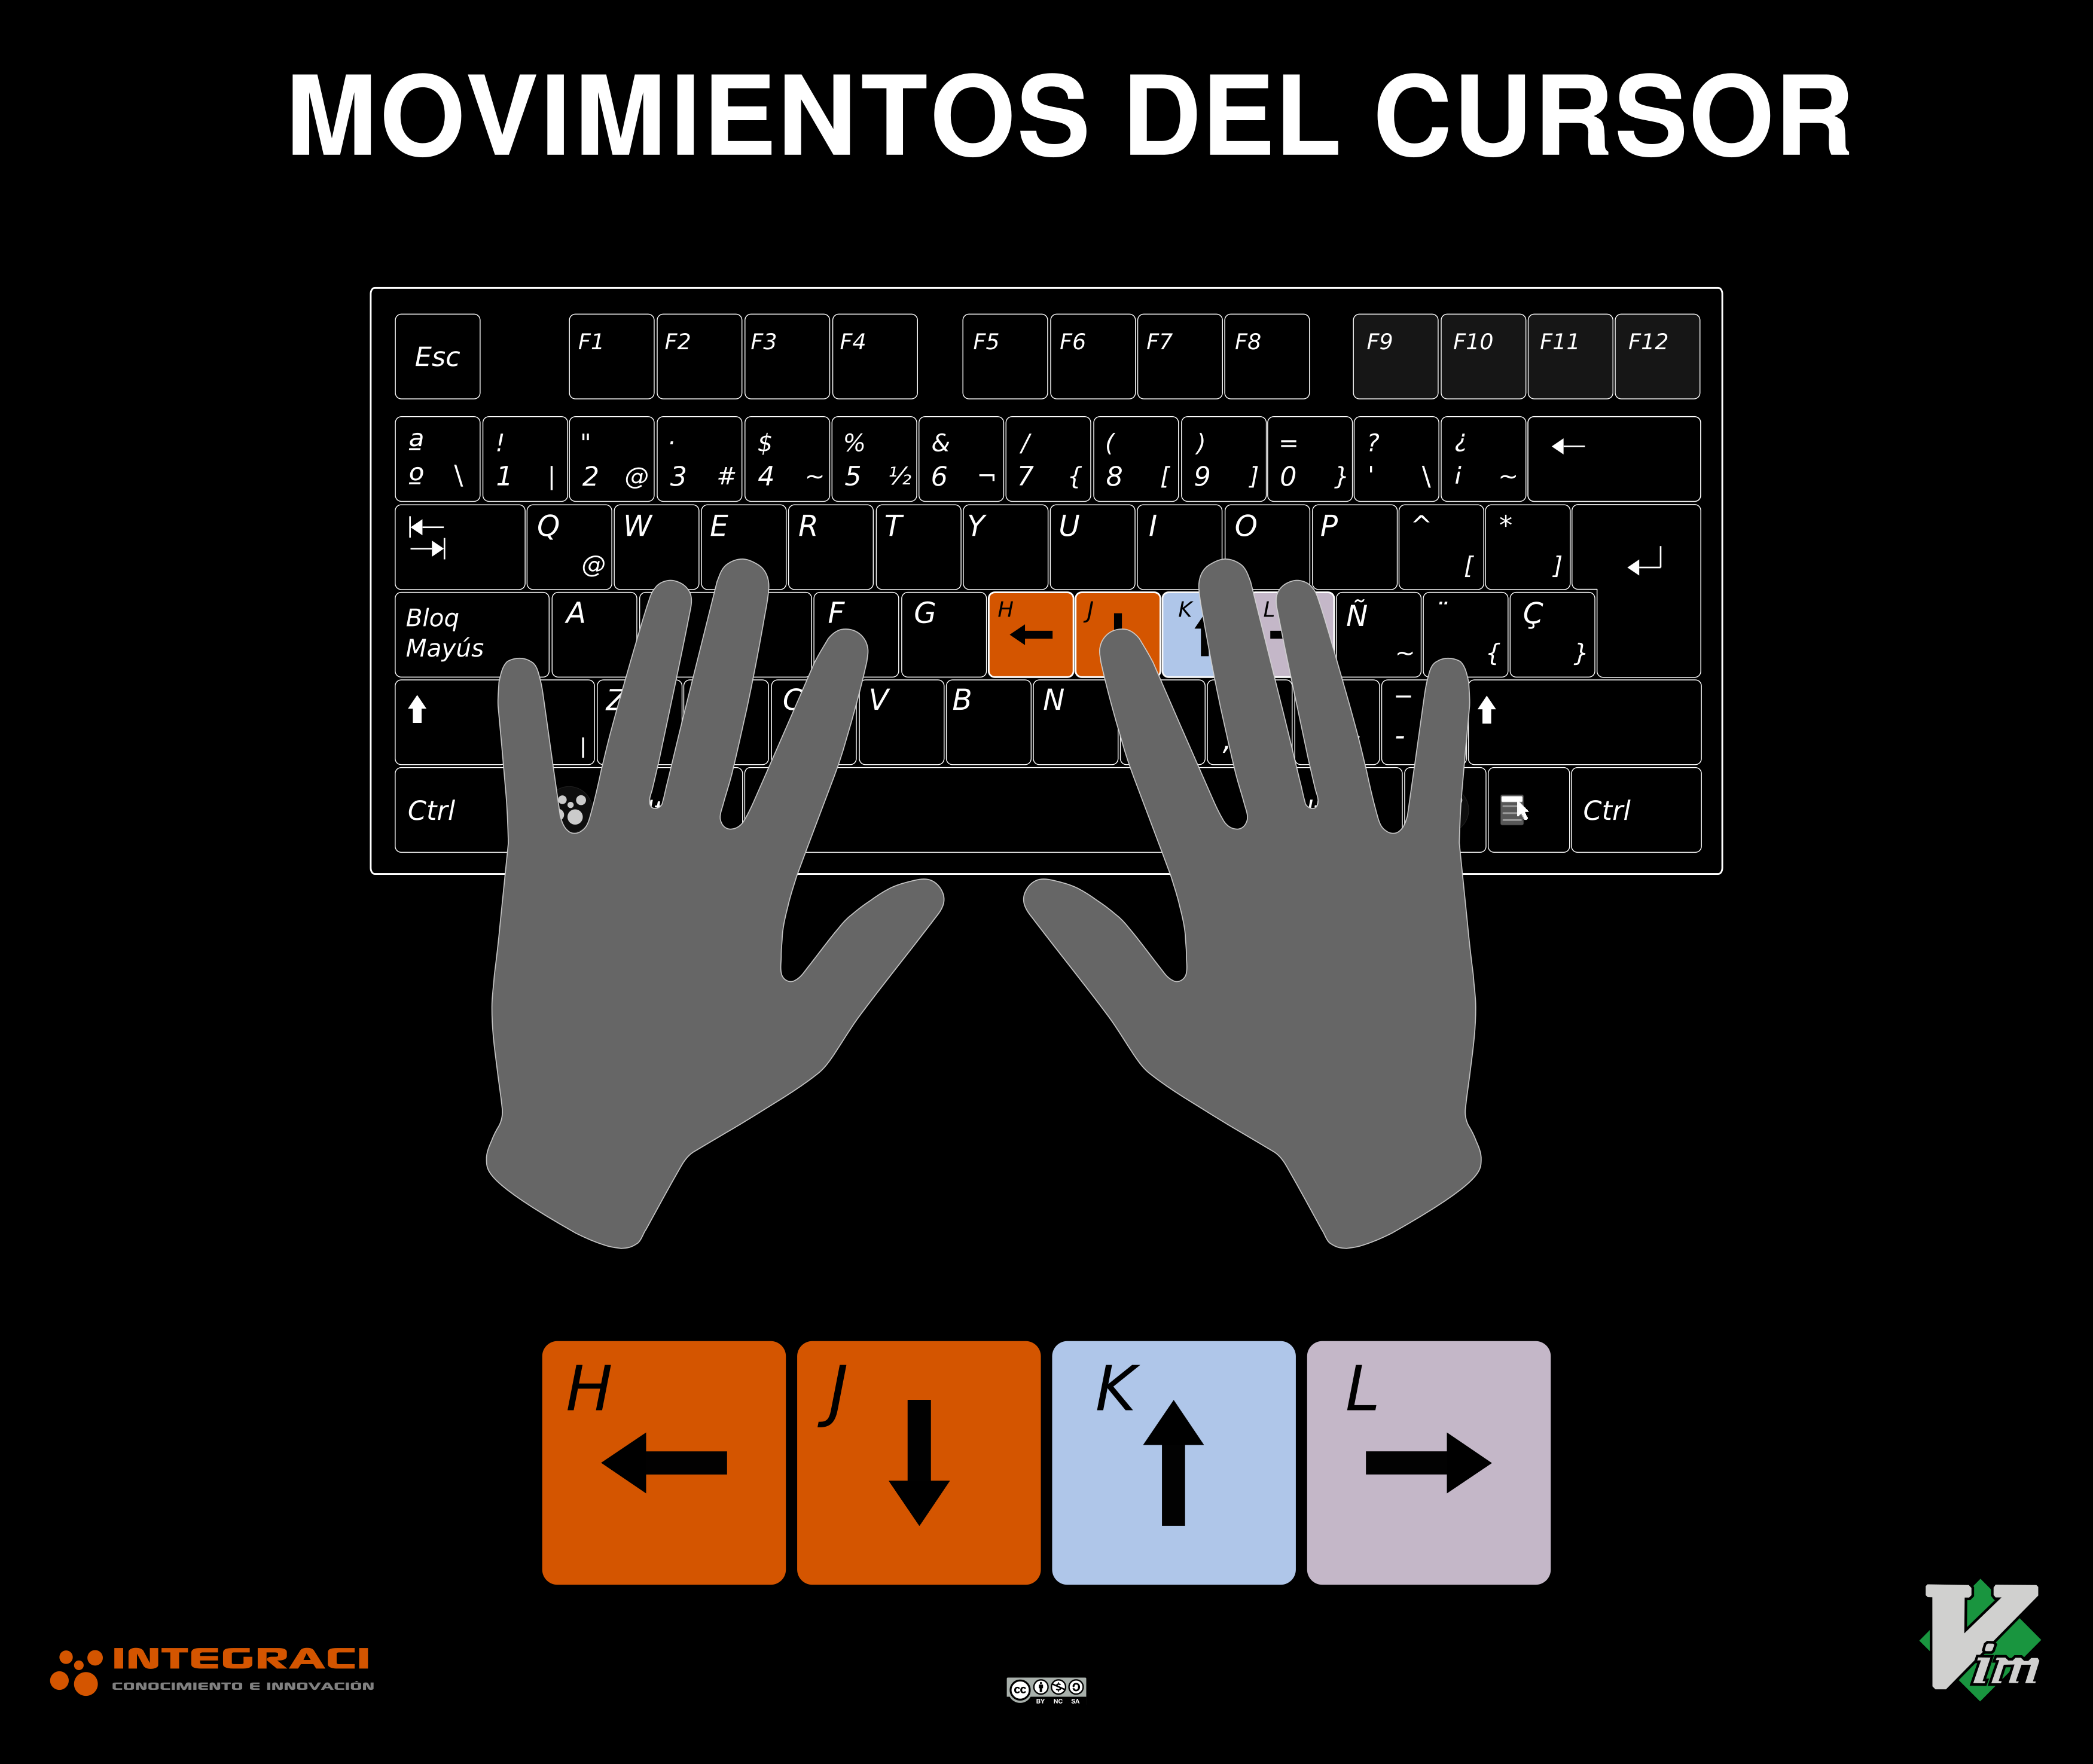 MOVIMIENTOS DEL CURSOR
Esc F1 F2 F3 F4 F5 F6 F7 F8 F9 F10 F11 F12
ª ! " · $ % & / ( ) = ? ¿
º \ 1 | 2 @ 3 # 4 ~ 5 ½ 6 ¬ 7 { 8 [ 9 ] 0 } ' \ i ~
Q W E R T Y U I O P ^ *
@ [ ]
Bloq A F G H J K L Ñ ¨ Ç
Mayús ~ { }
Z C V B N _
| , -
Ctrl Ctrl
H J K L
INTEGRACI
CONOCIMIENTO E INNOVACIÓN
cc
BY NC SA
Vim